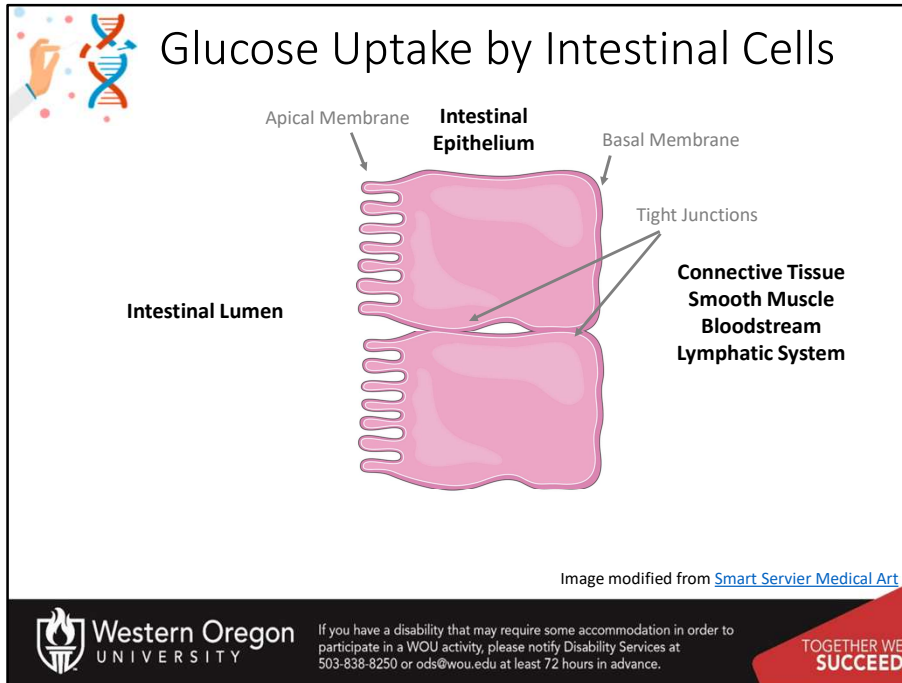 Glucose Uptake by Intestinal Cells
Apical Membrane
Intestinal
Epithelium
Basal Membrane
Tight Junctions
Intestinal Lumen
Connective Tissue
Smooth Muscle
Bloodstream
Lymphatic System
Image modified from Smart Servier Medical Art
Western Oregon
UNIVERSITY
If you have a disability that may require some accommodation in order to
participate in a WOU activity, please notify Disability Services at
503-838-8250 or ods@wou.edu at least 72 hours in advance.
TOGETHER WE
SUCCEED